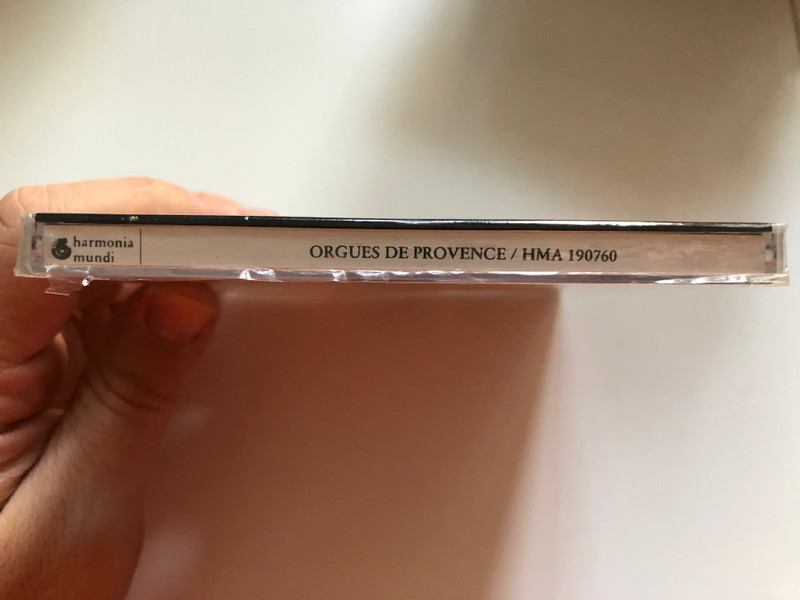 harmonia
mundi
ORGUES DE PROVENCE / HMA 190760